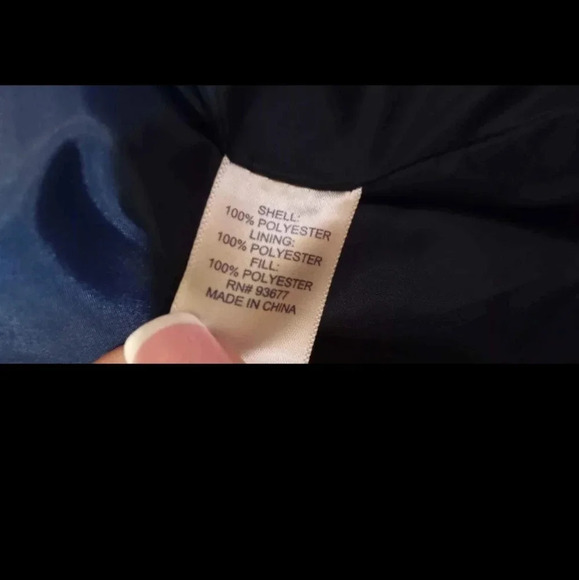 SHELL:
100% POLYESTER
LINING:
100% POLYESTER
FILL:
100% POLYESTER
RN# 93677
MADE IN CHINA